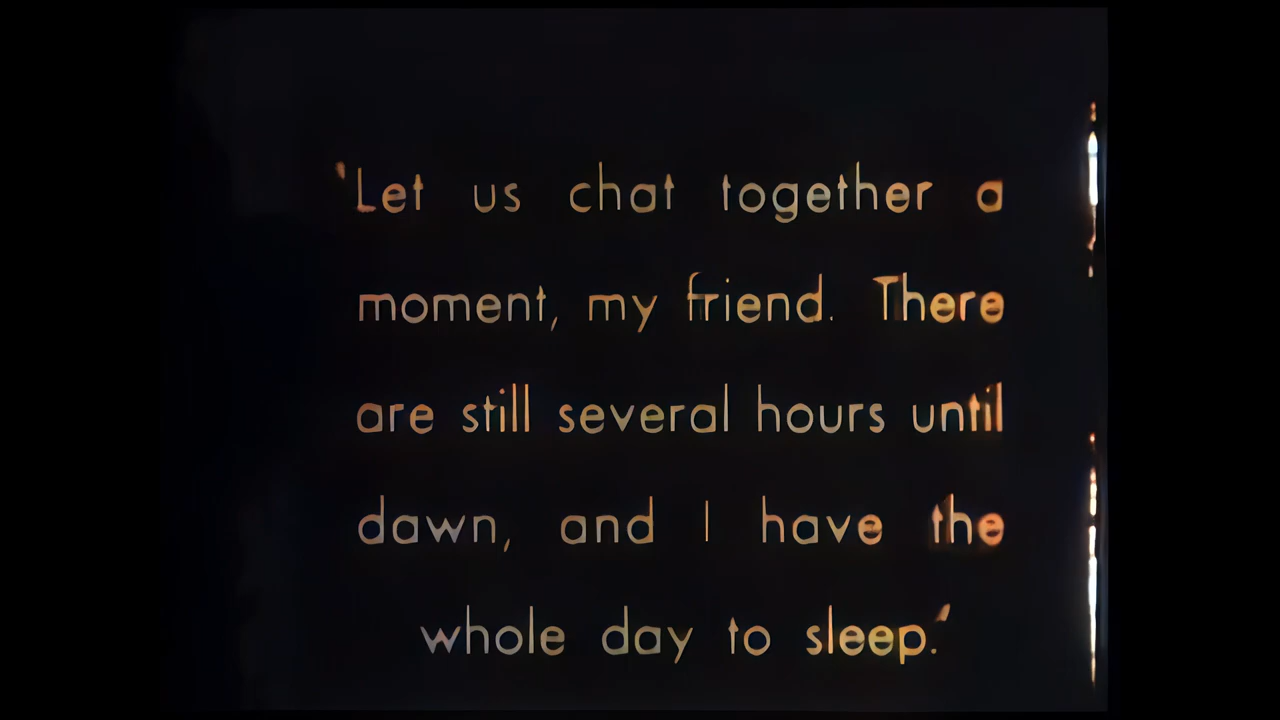 'Let us chat together a
moment, my friend. There
are still several hours until
dawn, and I have the
whole day to sleep.'